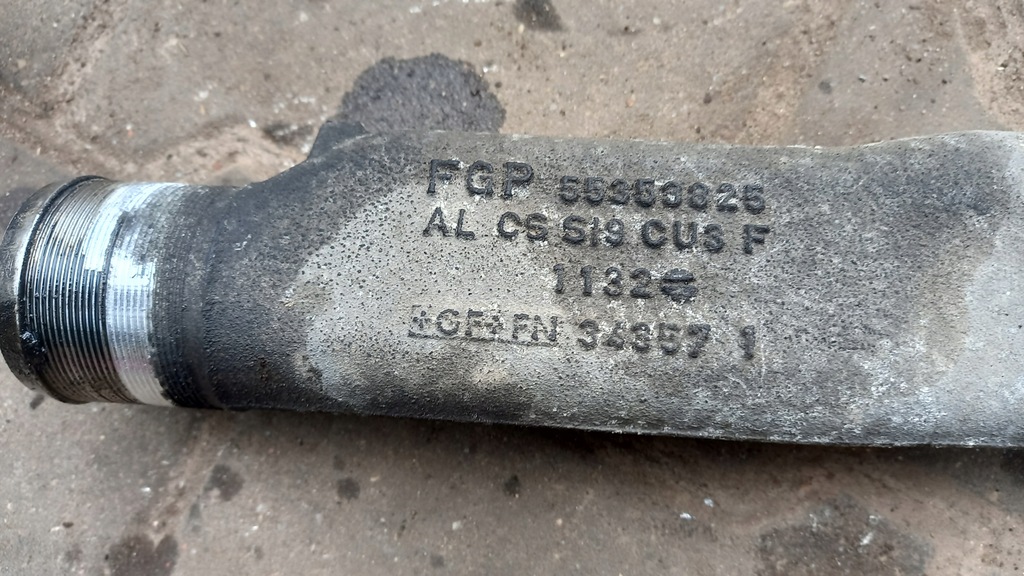 FGP 55353825
AL CS SI9 CU3 F
1132
+GF+ FN 34357 1